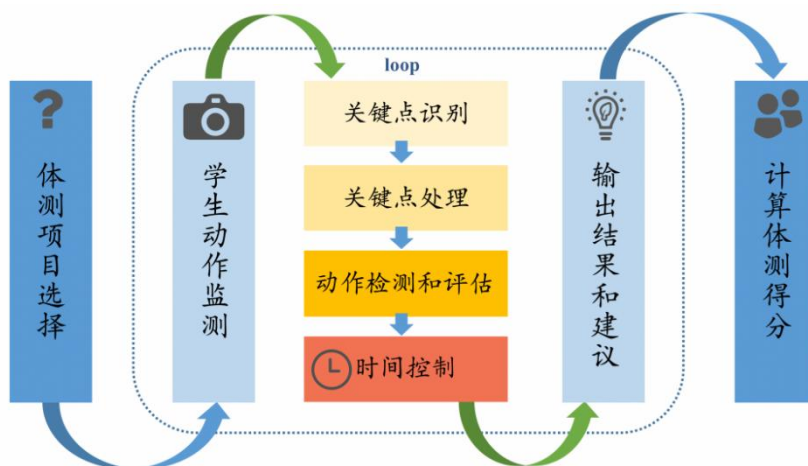 loop
体测项目选择
学生动作监测
关键点识别
关键点处理
动作检测和评估
时间控制
输出结果和建议
计算体测得分